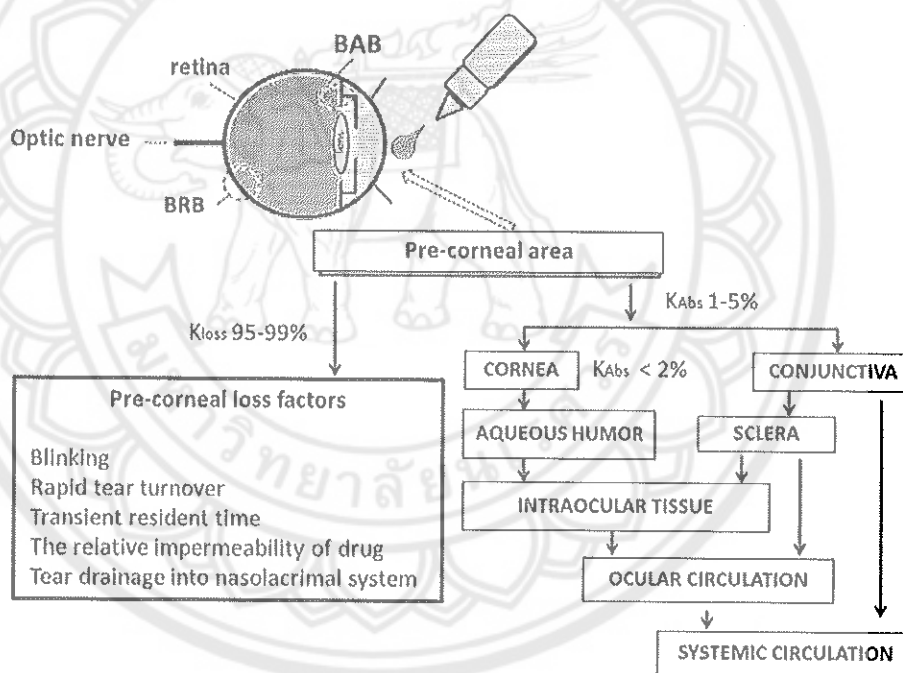 BAB
retina
Optic nerve
BRB
Pre-corneal area
Kloss 95-99%
KAbs 1-5%
Pre-corneal loss factors
Blinking
Rapid tear turnover
Transient resident time
The relative impermeability of drug
Tear drainage into nasolacrimal system
CORNEA
KAbs < 2%
CONJUNCTIVA
AQUEOUS HUMOR
SCLERA
INTRAOCULAR TISSUE
OCULAR CIRCULATION
SYSTEMIC CIRCULATION